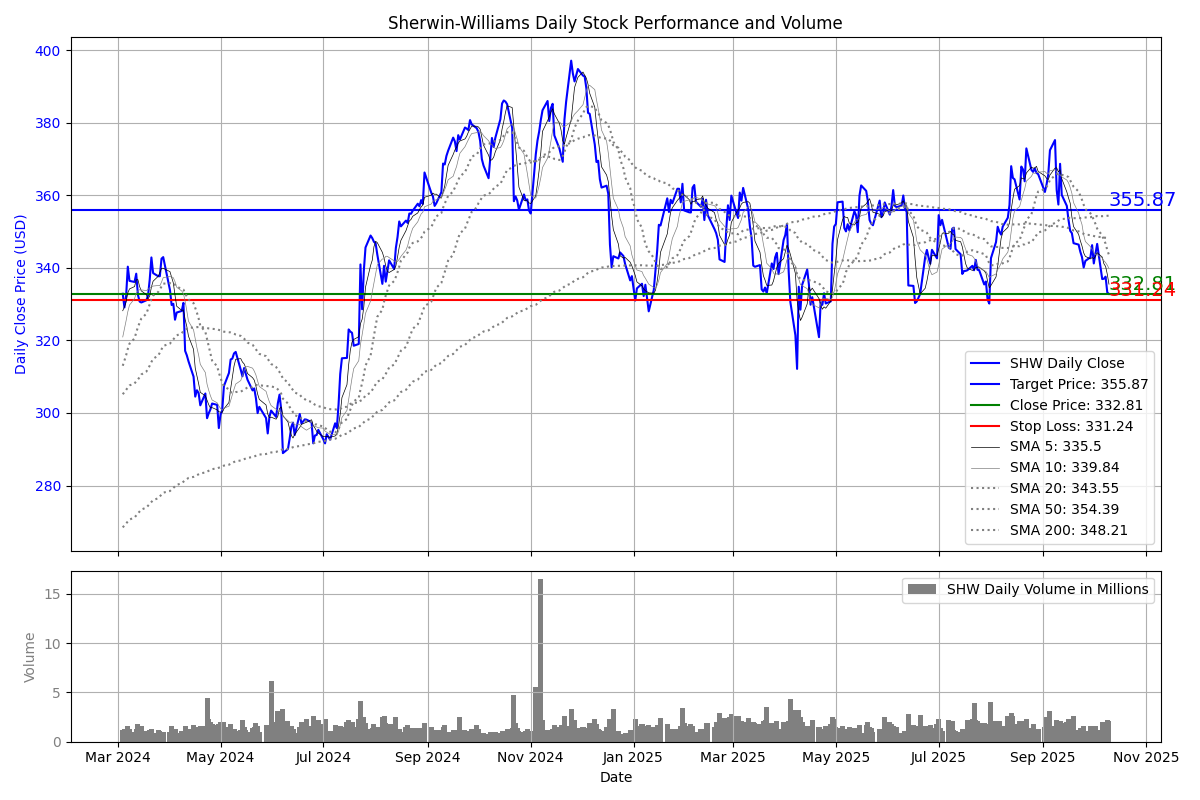 Sherwin-Williams Daily Stock Performance and Volume
Daily Close Price (USD)
400
380
360
340
320
300
280
355.87
332.81
331.24
SHW Daily Close
Target Price: 355.87
Close Price: 332.81
Stop Loss: 331.24
SMA 5: 335.5
SMA 10: 339.84
SMA 20: 343.55
SMA 50: 354.39
SMA 200: 348.21
Volume
15
10
5
0
SHW Daily Volume in Millions
Mar 2024 May 2024 Jul 2024 Sep 2024 Nov 2024 Jan 2025 Mar 2025 May 2025 Jul 2025 Sep 2025 Nov 2025
Date